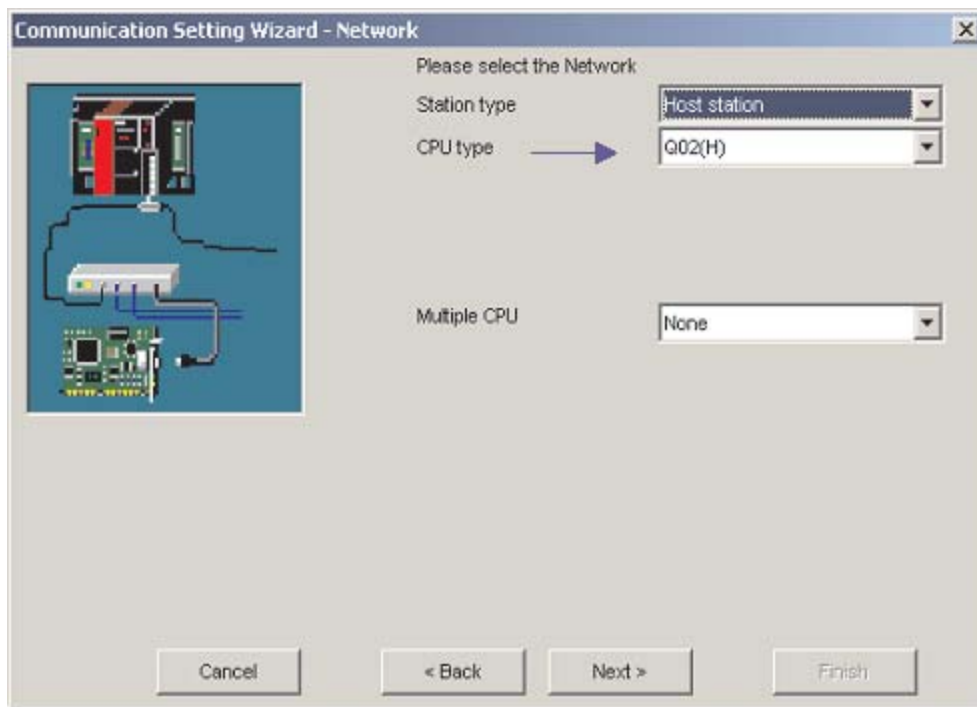 Communication Setting Wizard - Network
Please select the Network
Station type
Host station
CPU type
Q02(H)
Multiple CPU
None
Cancel
< Back
Next >
Finish